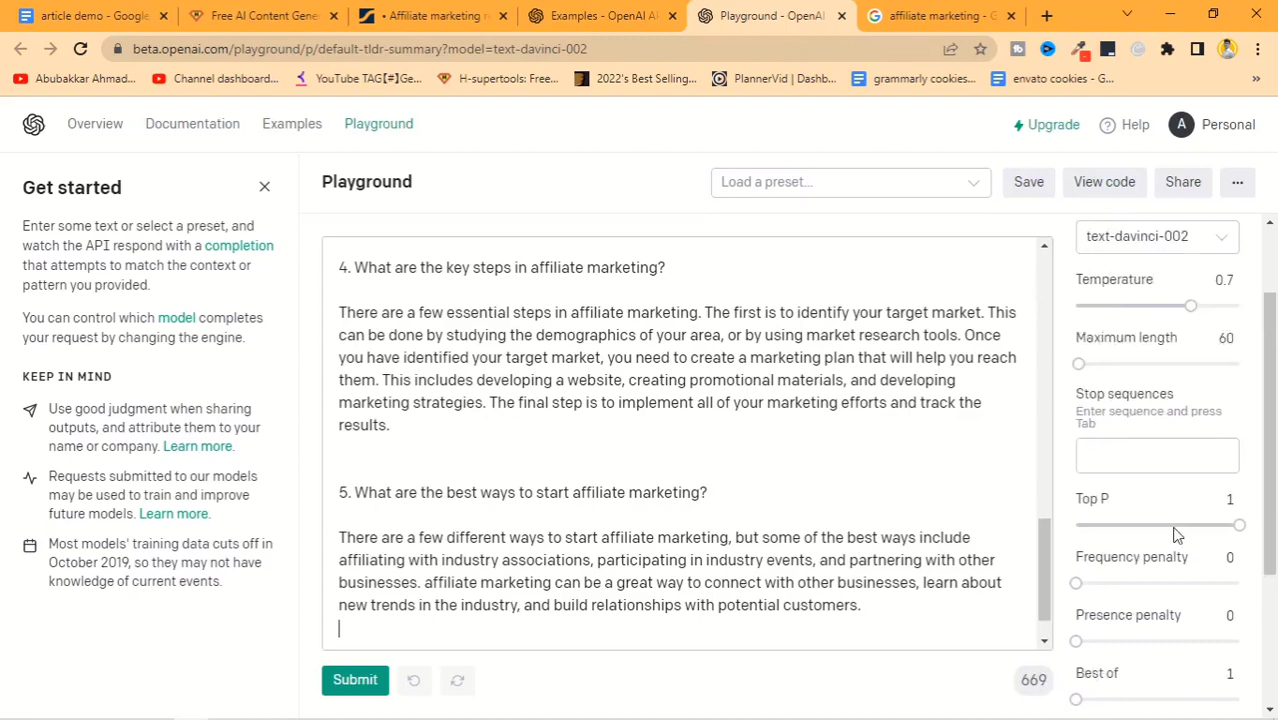 article demo - Google
Free AI Content Gene
• Affiliate marketing r
Examples - OpenAI A
Playground - OpenAI
affiliate marketing - G
beta.openai.com/playground/p/default-tldr-summary?model=text-davinci-002
Abubakkar Ahmad...
Channel dashboard...
YouTube TAG[#]Ge...
H-supertools: Free...
2022's Best Selling...
PlannerVid | Dashb...
grammarly cookies...
envato cookies - G...
»
Overview
Documentation
Examples
Playground
Upgrade
Help
A
Personal
Get started
Enter some text or select a preset, and
watch the API respond with a completion
that attempts to match the context or
pattern you provided.
You can control which model completes
your request by changing the engine.
KEEP IN MIND
Use good judgment when sharing
outputs, and attribute them to your
name or company. Learn more.
Requests submitted to our models
may be used to train and improve
future models. Learn more.
Most models' training data cuts off in
October 2019, so they may not have
knowledge of current events.
Playground
Load a preset...
Save
View code
Share
...
4. What are the key steps in affiliate marketing?
There are a few essential steps in affiliate marketing. The first is to identify your target market. This
can be done by studying the demographics of your area, or by using market research tools. Once
you have identified your target market, you need to create a marketing plan that will help you reach
them. This includes developing a website, creating promotional materials, and developing
marketing strategies. The final step is to implement all of your marketing efforts and track the
results.
5. What are the best ways to start affiliate marketing?
There are a few different ways to start affiliate marketing, but some of the best ways include
affiliating with industry associations, participating in industry events, and partnering with other
businesses. affiliate marketing can be a great way to connect with other businesses, learn about
new trends in the industry, and build relationships with potential customers.
Submit
669
text-davinci-002
Temperature 0.7
Maximum length 60
Stop sequences
Enter sequence and press
Tab
Top P 1
Frequency penalty 0
Presence penalty 0
Best of 1